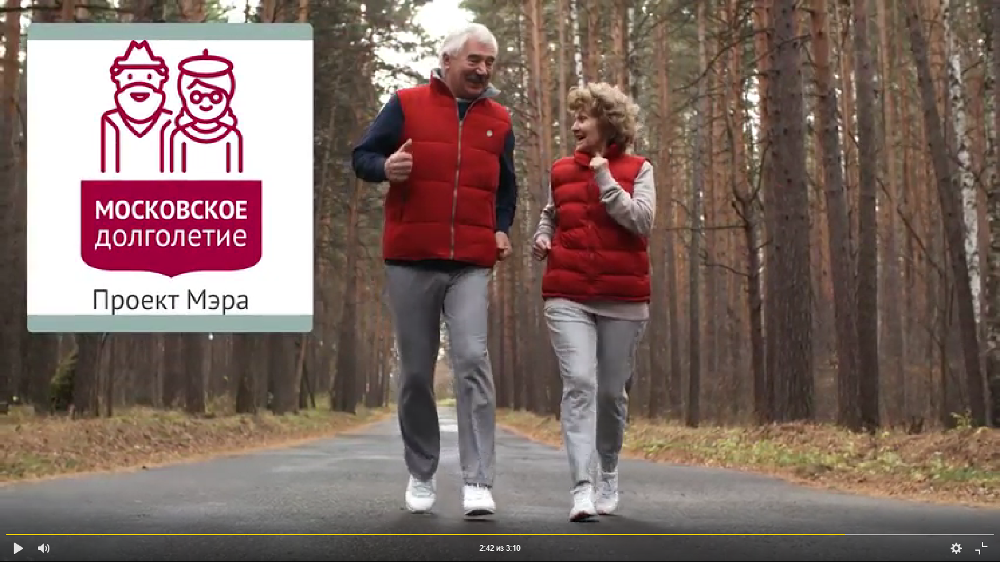 МОСКОВСКОЕ
долголетие
Проект Мэра
2:42 из 3:10